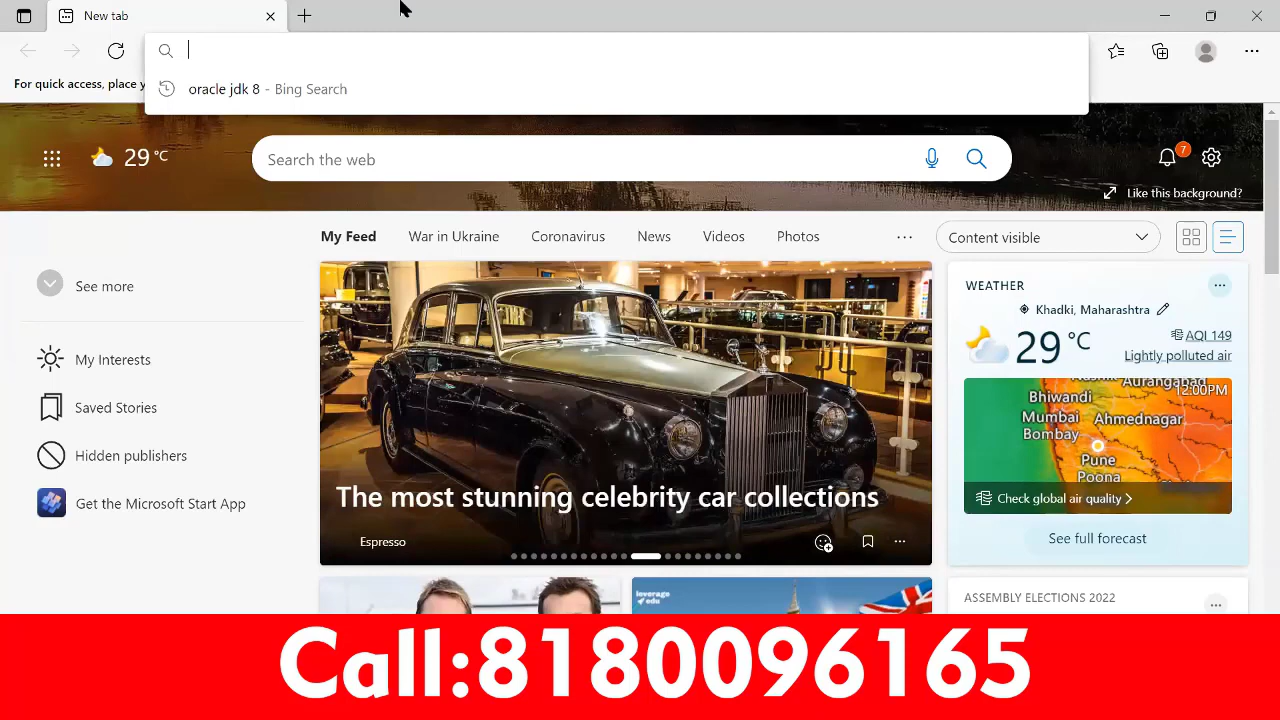 New tab
oracle jdk 8 - Bing Search
For quick access, place y
29 °C
Search the web
7
Like this background?
My Feed
War in Ukraine
Coronavirus
News
Videos
Photos
Content visible
See more
My Interests
Saved Stories
Hidden publishers
Get the Microsoft Start App
The most stunning celebrity car collections
Espresso
WEATHER
Khadki, Maharashtra
29 °C
AQI 149
Lightly polluted air
Aurangabad
12:00PM
Bhiwandi
Mumbai
Bombay
Ahmednagar
Pune
Poona
Check global air quality
See full forecast
leverage
edu
ASSEMBLY ELECTIONS 2022
Call:8180096165